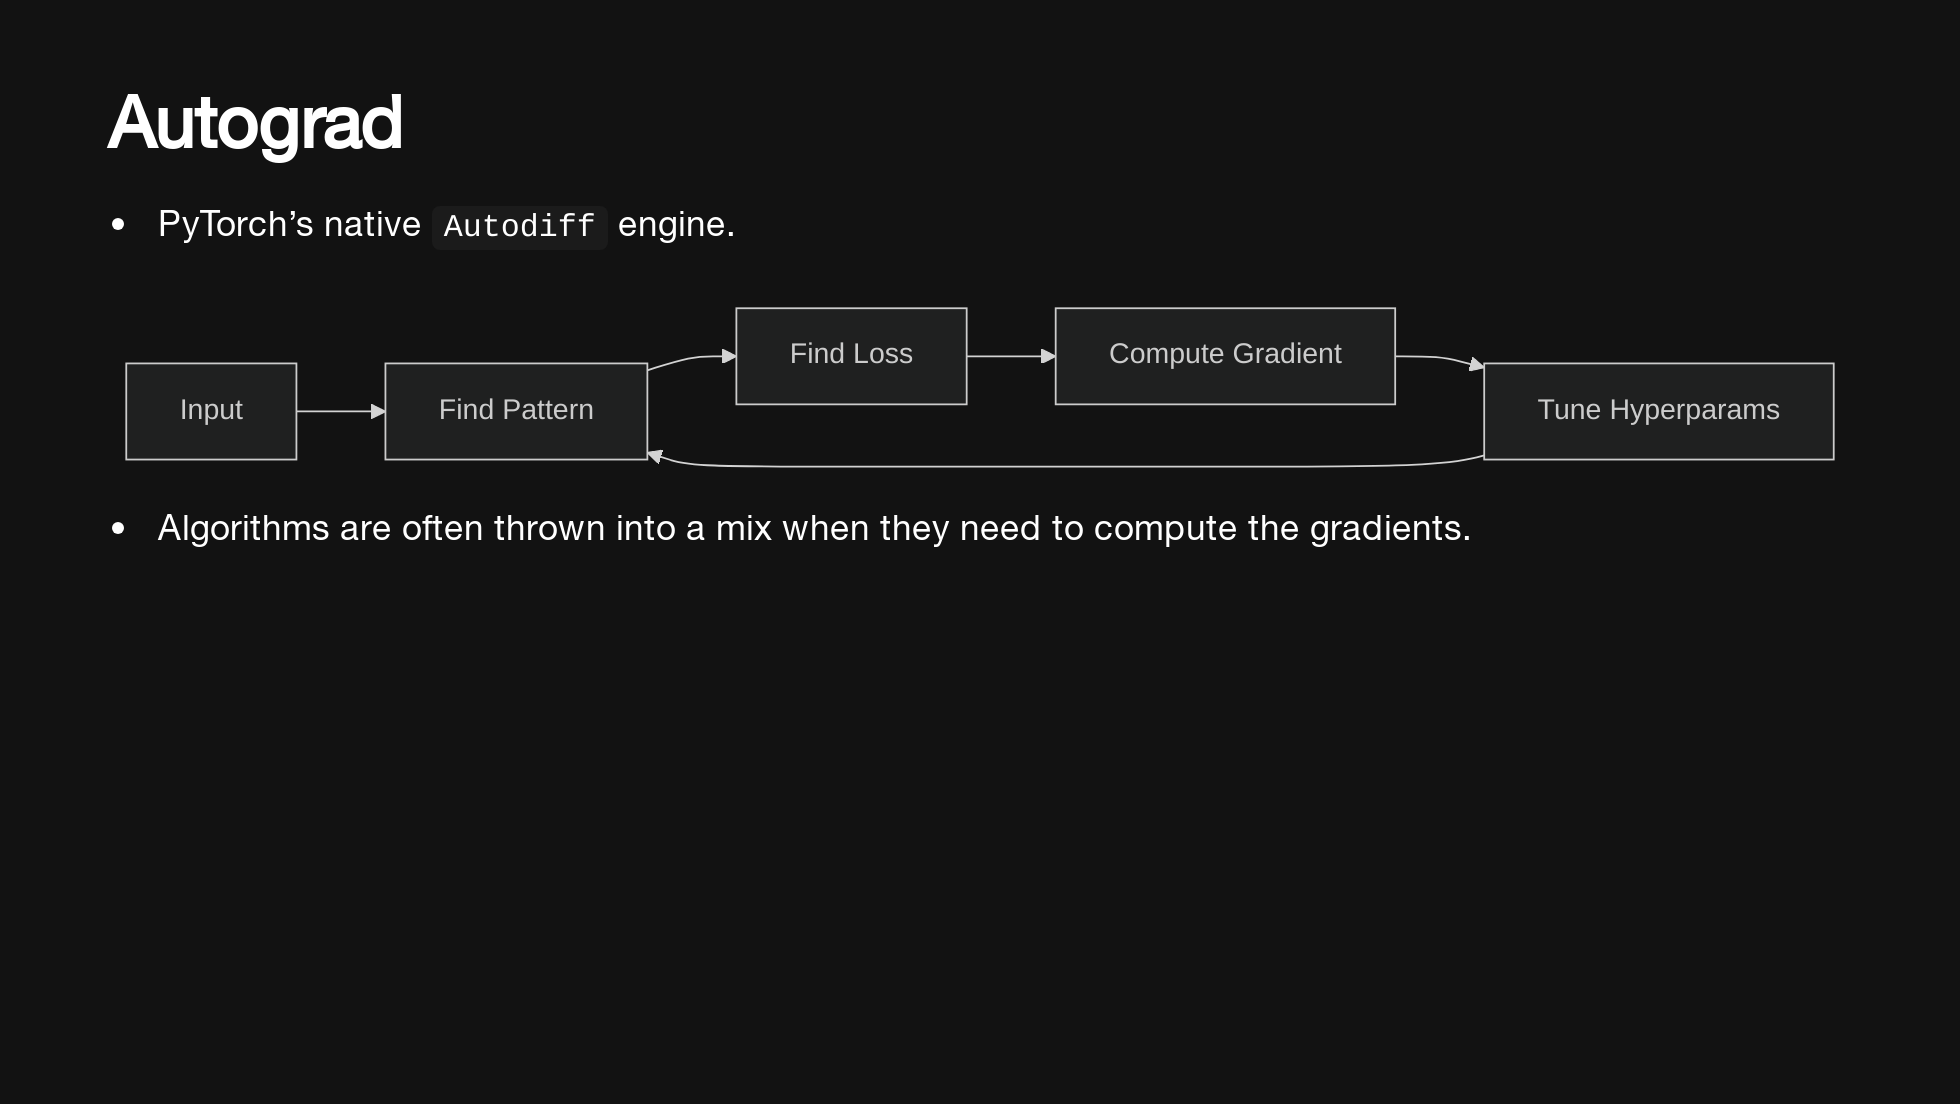 Autograd
PyTorch’s native Autodiff engine.
Input
Find Pattern
Find Loss
Compute Gradient
Tune Hyperparams
Algorithms are often thrown into a mix when they need to compute the gradients.